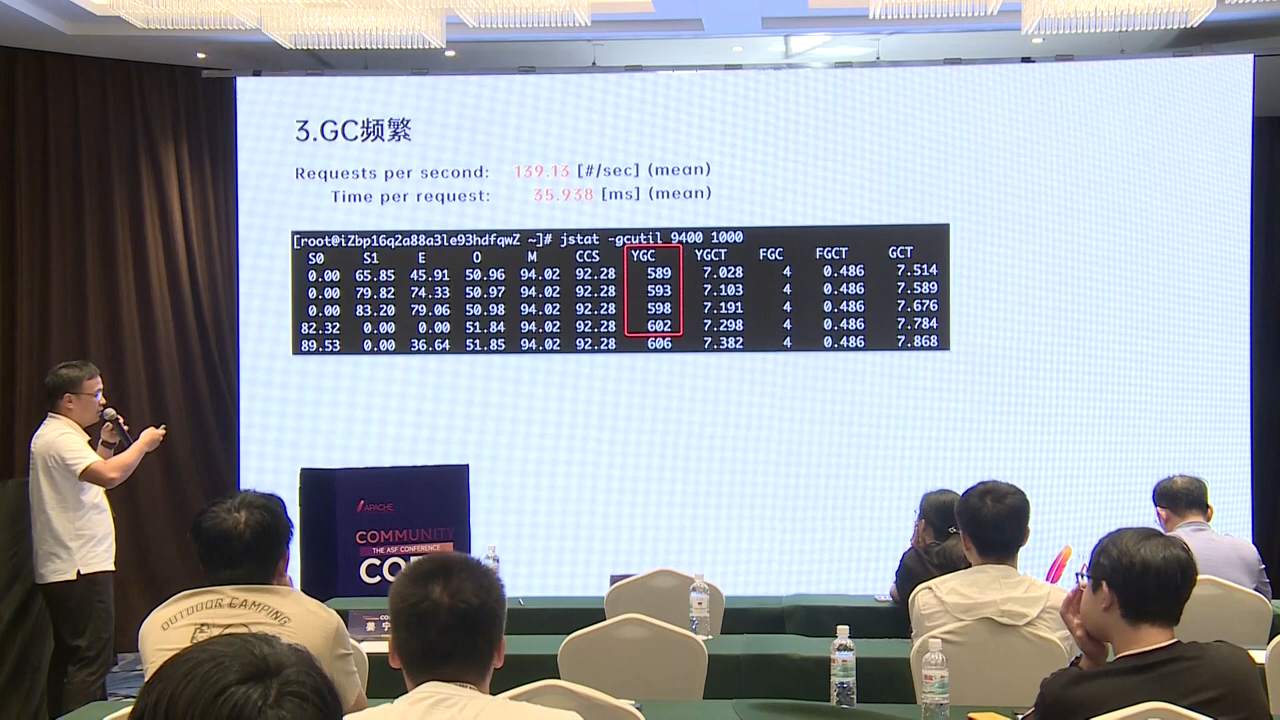 3.GC频繁
Requests per second: 139.13 [#/sec] (mean)
Time per request: 35.938 [ms] (mean)
[root@iZbp16q2a88a3le93hdfqwZ ~]# jstat -gcutil 9400 1000
S0 S1 E O M CCS YGC YGCT FGC FGCT GCT
0.00 65.85 45.91 50.96 94.02 92.28 589 7.028 4 0.486 7.514
0.00 79.82 74.33 50.97 94.02 92.28 593 7.103 4 0.486 7.589
0.00 83.20 79.06 50.98 94.02 92.28 598 7.191 4 0.486 7.676
82.32 0.00 0.00 51.84 94.02 92.28 602 7.298 4 0.486 7.784
89.53 0.00 36.64 51.85 94.02 92.28 606 7.382 4 0.486 7.868
APACHE
COMMUNITY
THE ASF CONFERENCE
CO
OUTDOOR CAMPING
姜宁